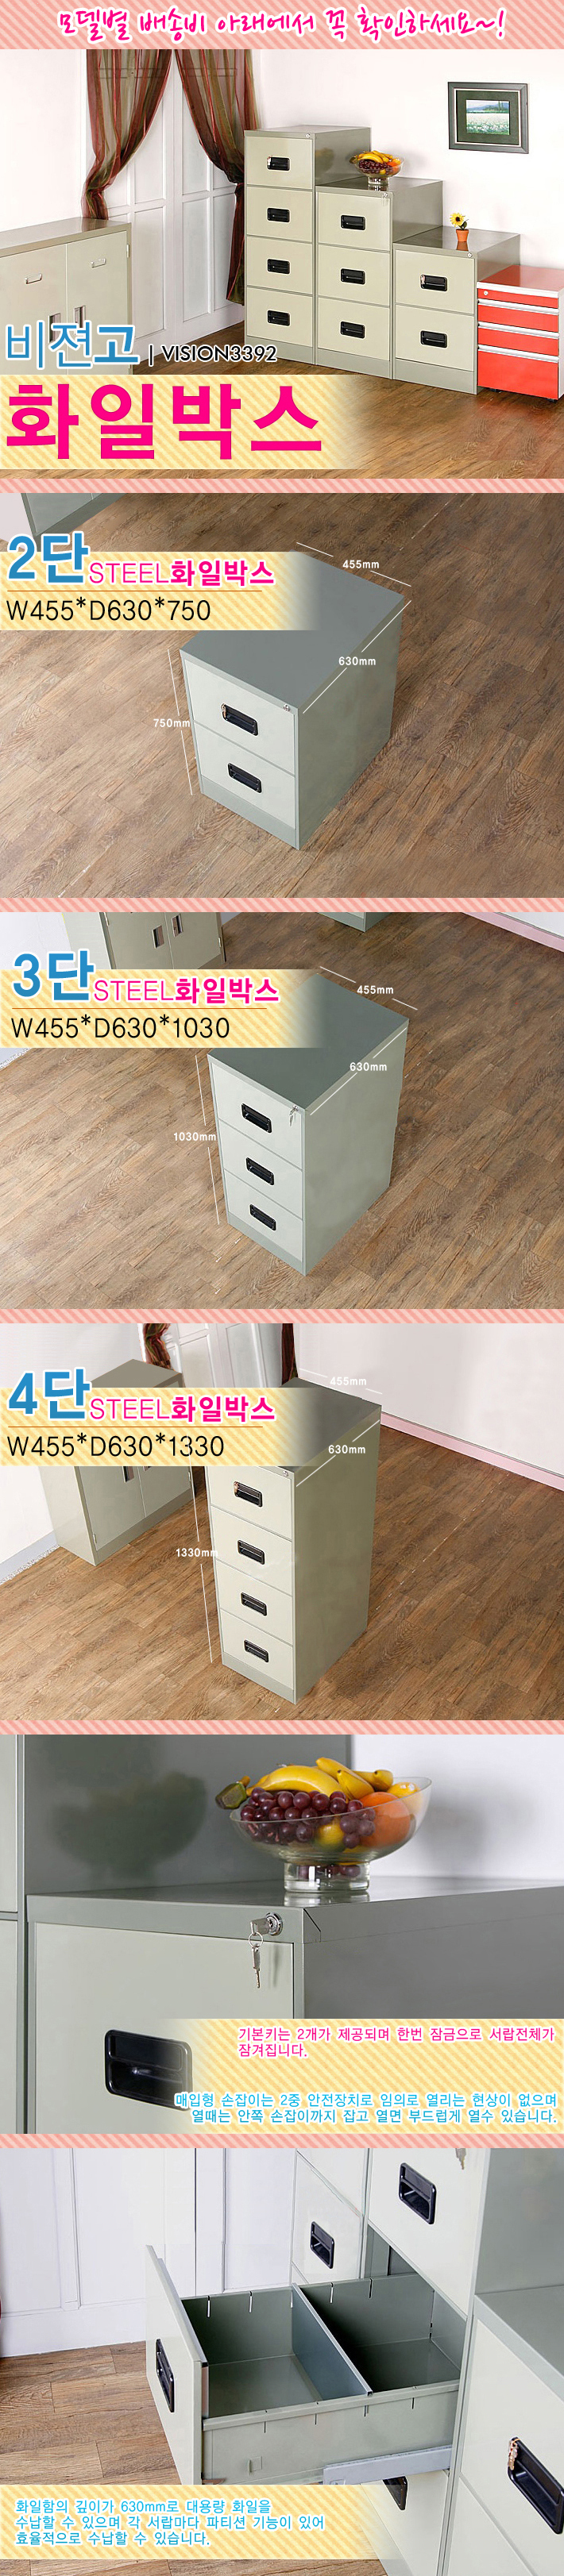 모델별 배송비 아래에서 꼭 확인하세요~!
비젼고 | VISION3392
화일박스
2단 STEEL화일박스
W455*D630*750
455mm
630mm
750mm
3단 STEEL화일박스
W455*D630*1030
455mm
630mm
1030mm
4단 STEEL화일박스
W455*D630*1330
455mm
630mm
1330mm
기본키는 2개가 제공되며 한번 잠금으로 서랍전체가
잠겨집니다.
매입형 손잡이는 2중 안전장치로 임의로 열리는 현상이 없으며
열때는 안쪽 손잡이까지 잡고 열면 부드럽게 열수 있습니다.
화일함의 깊이가 630mm로 대용량 화일을
수납할 수 있으며 각 서랍마다 파티션 기능이 있어
효율적으로 수납할 수 있습니다.